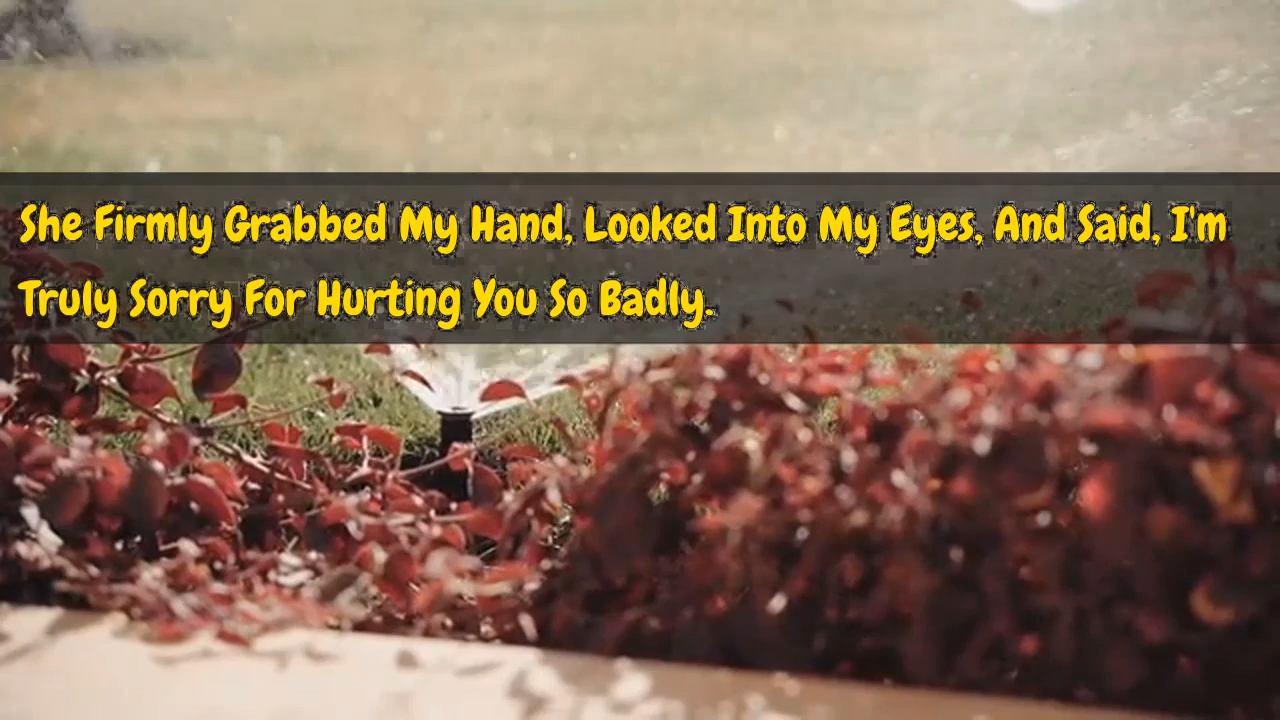 She Firmly Grabbed My Hand, Looked Into My Eyes, And Said, I'm
Truly Sorry For Hurting You So Badly.